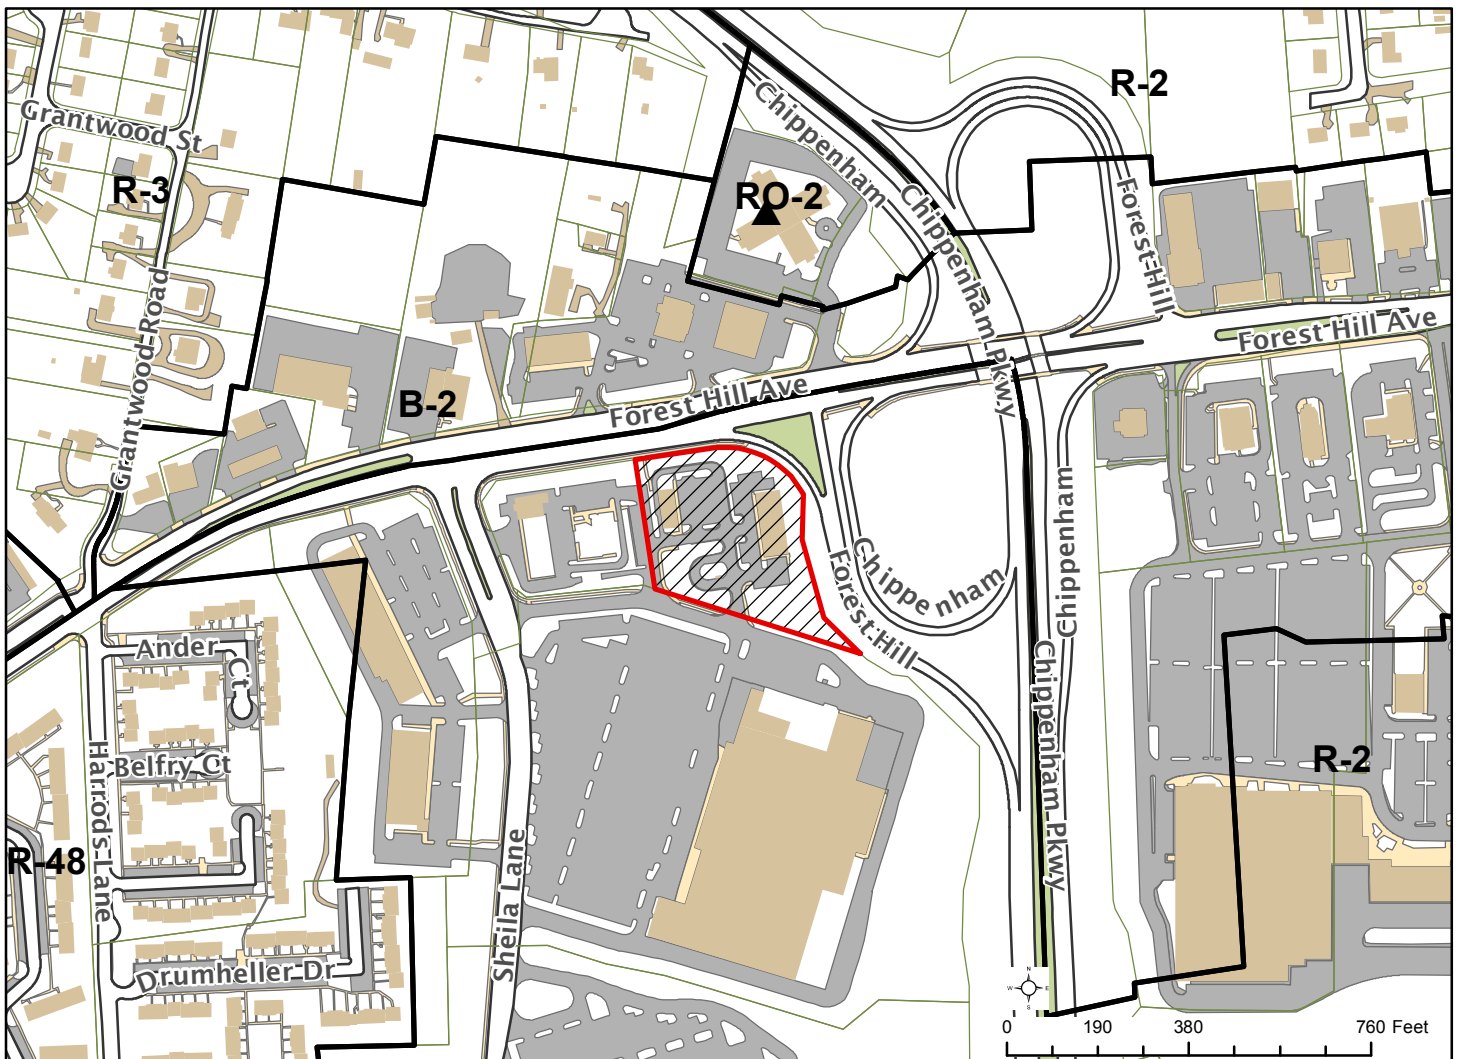 R-2
Chippenham
Grantwood St
R-3
RO-2
Chippenham Pkwy
Forest Hill
Grantwood Road
Forest Hill Ave
B-2
Forest Hill Ave
Chippenham
Chippenham
Forest Hill
Ander Ct
Chippenham Pkwy
Harrods Lane
Belfry Ct
R-2
R-48
Sheila Lane
Drumheller Dr
N
W E
S
0 190 380 760 Feet